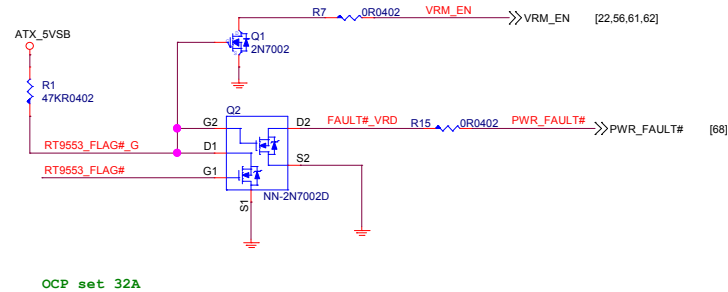 R7 0R0402 VRM_EN VRM_EN [22,56,61,62]
ATX_5VSB
Q1
2N7002
R1
47KR0402
Q2
G2 D2 FAULT#_VRD R15 0R0402 PWR_FAULT# PWR_FAULT# [68]
RT9553_FLAG#_G D1
S2
RT9553_FLAG# G1
NN-2N7002D
S1
OCP set 32A